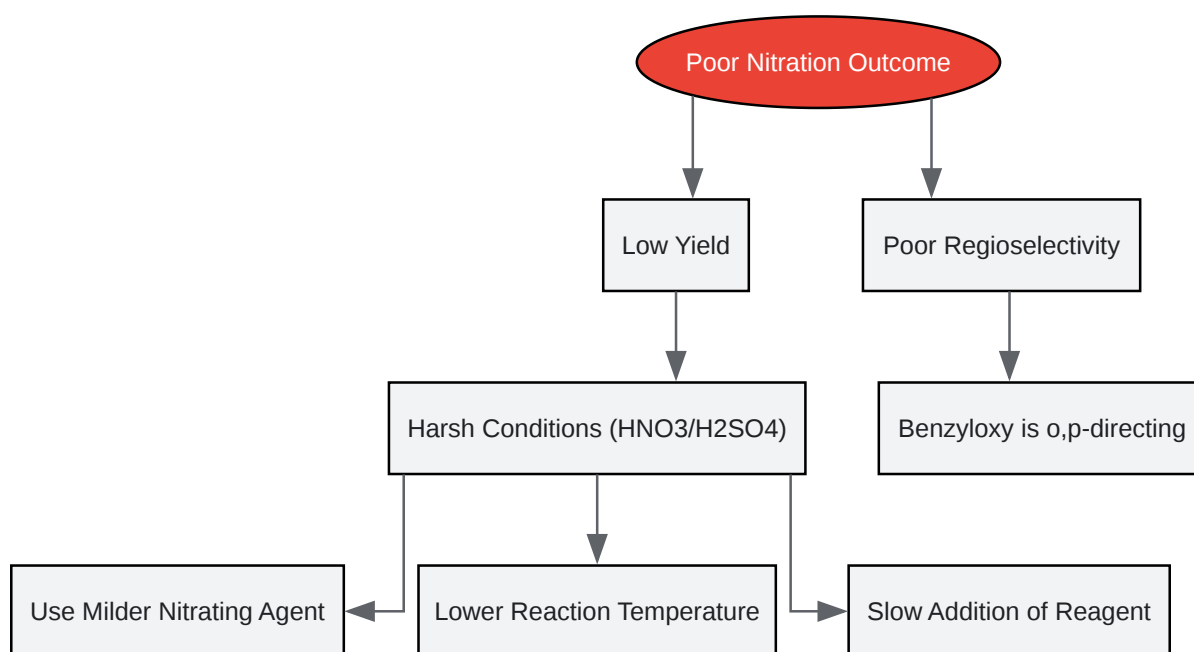 Poor Nitration Outcome
Low Yield
Poor Regioselectivity
Harsh Conditions (HNO3/H2SO4)
Benzyloxy is o,p-directing
Use Milder Nitrating Agent
Lower Reaction Temperature
Slow Addition of Reagent